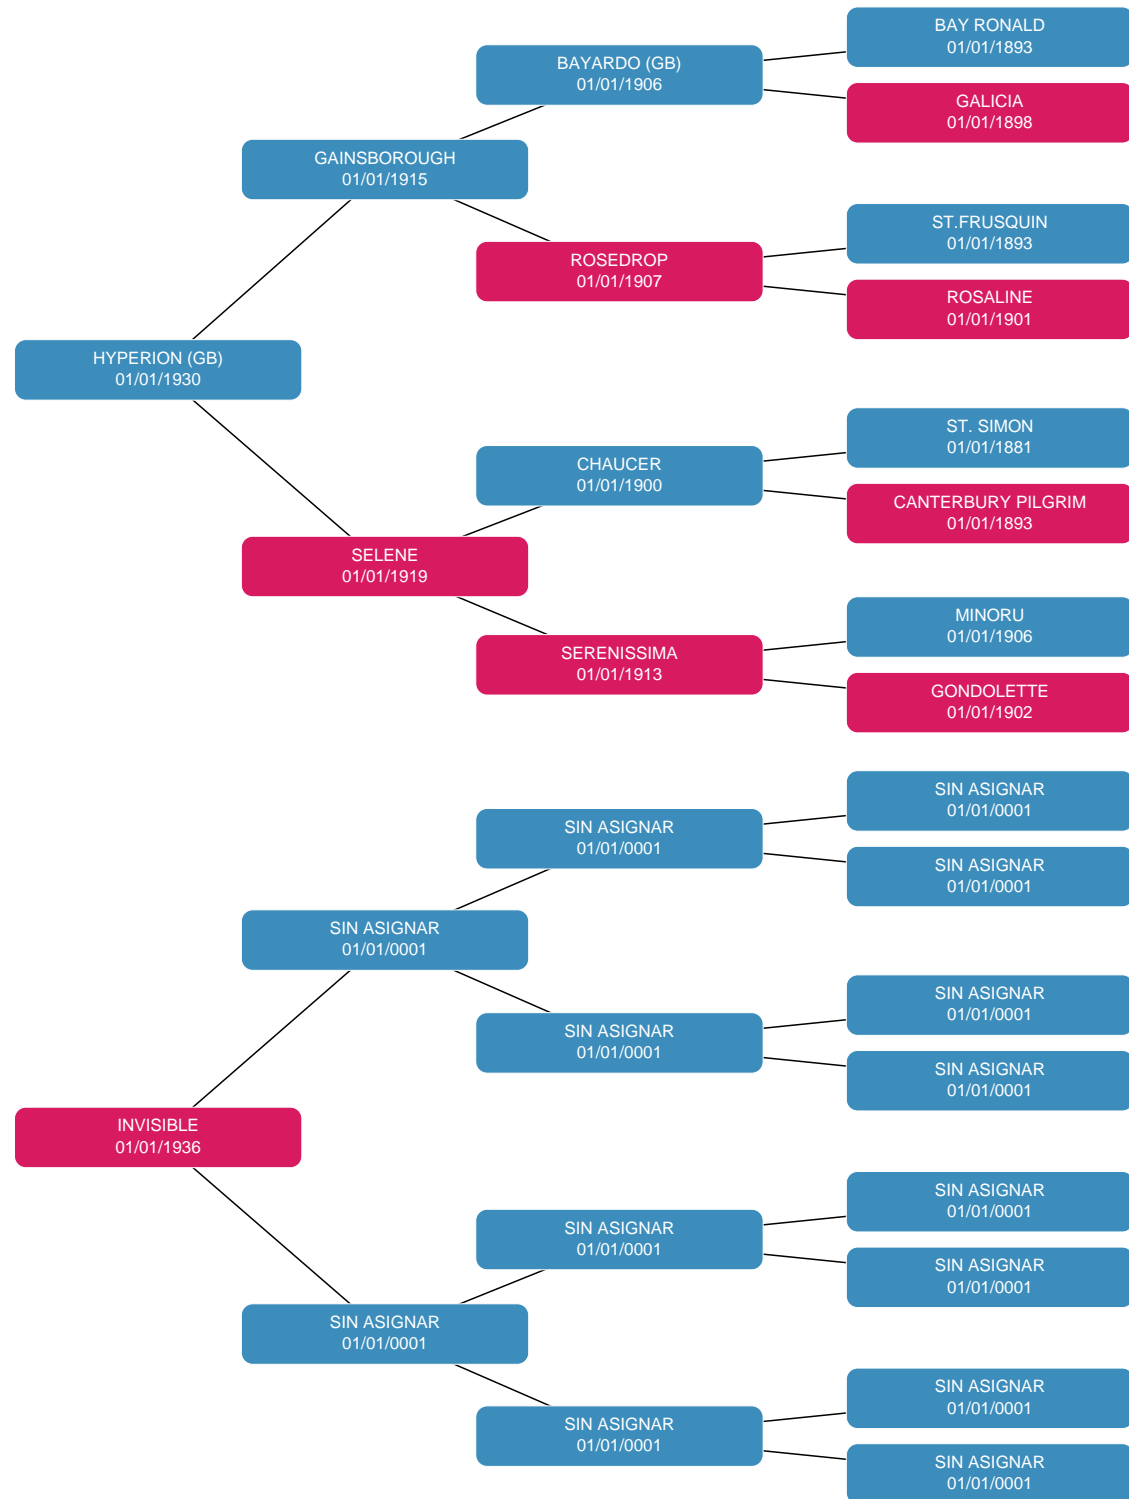 BAY RONALD
01/01/1893
BAYARDO (GB)
01/01/1906
GALICIA
01/01/1898
GAINSBOROUGH
01/01/1915
ST.FRUSQUIN
01/01/1893
ROSEDROP
01/01/1907
ROSALINE
01/01/1901
HYPERION (GB)
01/01/1930
ST. SIMON
01/01/1881
CHAUCER
01/01/1900
CANTERBURY PILGRIM
01/01/1893
SELENE
01/01/1919
MINORU
01/01/1906
SERENISSIMA
01/01/1913
GONDOLETTE
01/01/1902
SIN ASIGNAR
01/01/0001
SIN ASIGNAR
01/01/0001
SIN ASIGNAR
01/01/0001
SIN ASIGNAR
01/01/0001
SIN ASIGNAR
01/01/0001
SIN ASIGNAR
01/01/0001
SIN ASIGNAR
01/01/0001
INVISIBLE
01/01/1936
SIN ASIGNAR
01/01/0001
SIN ASIGNAR
01/01/0001
SIN ASIGNAR
01/01/0001
SIN ASIGNAR
01/01/0001
SIN ASIGNAR
01/01/0001
SIN ASIGNAR
01/01/0001
SIN ASIGNAR
01/01/0001